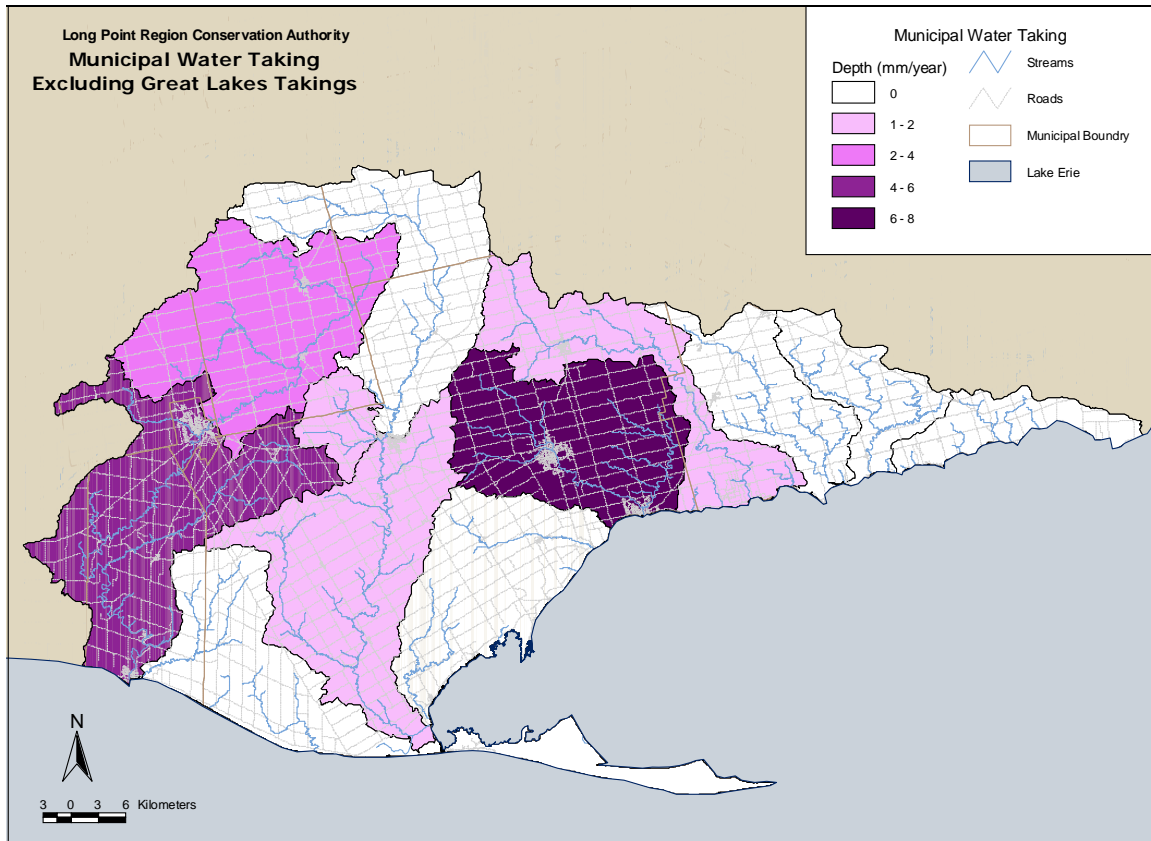 Long Point Region Conservation Authority
Municipal Water Taking
Excluding Great Lakes Takings
Municipal Water Taking
Depth (mm/year)
0
1 - 2
2 - 4
4 - 6
6 - 8
Streams
Roads
Municipal Boundry
Lake Erie
N
3 0 3 6 Kilometers